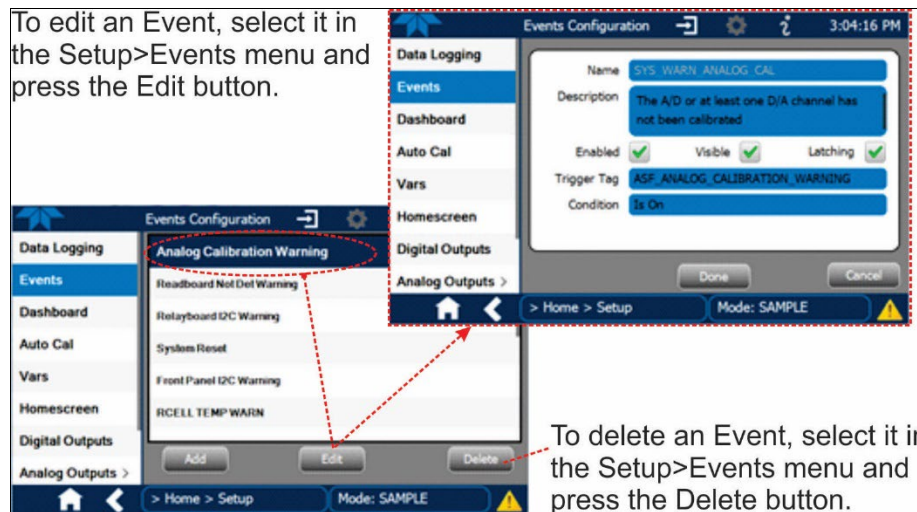 To edit an Event, select it in
the Setup>Events menu and
press the Edit button.
Events Configuration
3:04:16 PM
Data Logging
Events
Dashboard
Auto Cal
Vars
Homescreen
Digital Outputs
Analog Outputs >
Name SYS_WARN_ANALOG_CAL
Description The A/D or at least one D/A channel has
not been calibrated
Enabled Visible Latching
Trigger Tag ASF_ANALOG_CALIBRATION_WARNING
Condition Is On
Done Cancel
> Home > Setup Mode: SAMPLE
Events Configuration
Data Logging
Events
Dashboard
Auto Cal
Vars
Homescreen
Digital Outputs
Analog Outputs >
Analog Calibration Warning
Readboard Not Det Warning
Relayboard I2C Warning
System Reset
Front Panel I2C Warning
RCELL TEMP WARN
Add Edit Delete
> Home > Setup Mode: SAMPLE
To delete an Event, select it in
the Setup>Events menu and
press the Delete button.